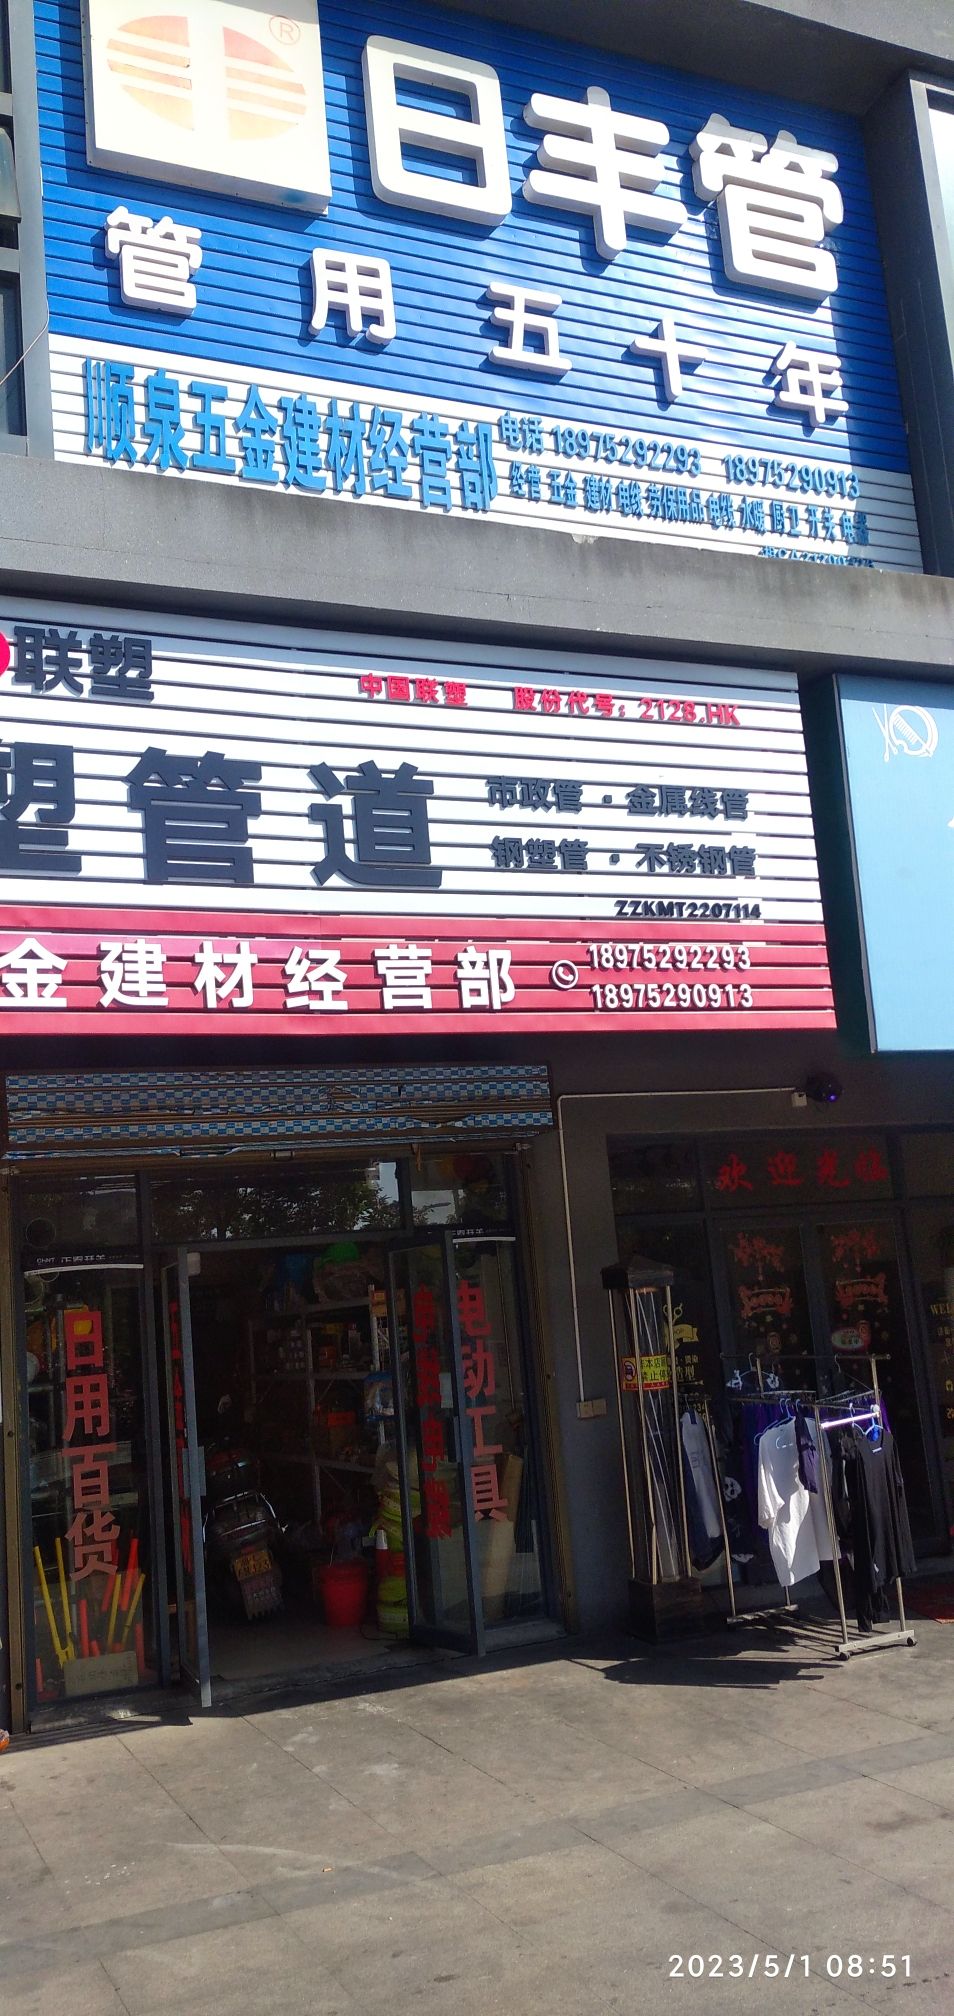 ®
日丰管
管用五十年
顺泉五金建材经营部
电话 18975292293 18975290913
经营 五金 建材 电线 劳保用品 电线 水暖 厨卫 开关 电器
联塑
中国联塑 股份代号：2128.HK
塑管道
市政管·金属线管
钢塑管·不锈钢管
ZZKMT2207114
金建材经营部
18975292293
18975290913
欢迎光临
日用百货
电动工具
造型
2023/5/1 08:51